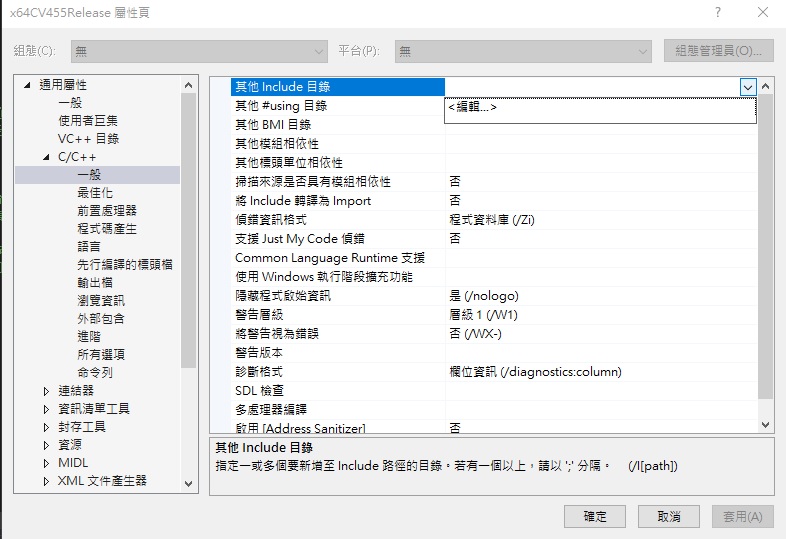 x64CV455Release 屬性頁
組態(C): 無 平台(P): 無 組態管理員(O)...
通用屬性
一般
使用者巨集
VC++ 目錄
C/C++
一般
最佳化
前置處理器
程式碼產生
語言
先行編譯的標頭檔
輸出檔
瀏覽資訊
外部包含
進階
所有選項
命令列
連結器
資訊清單工具
封存工具
資源
MIDL
XML 文件產生器
其他 Include 目錄
其他 #using 目錄 <編輯...>
其他 BMI 目錄
其他模組相依性
其他標頭單位相依性
掃描來源是否具有模組相依性 否
將 Include 轉譯為 Import 否
偵錯資訊格式 程式資料庫 (/Zi)
支援 Just My Code 偵錯 否
Common Language Runtime 支援
使用 Windows 執行階段擴充功能
隱藏程式啟始資訊 是 (/nologo)
警告層級 層級 1 (/W1)
將警告視為錯誤 否 (/WX-)
警告版本
診斷格式 欄位資訊 (/diagnostics:column)
SDL 檢查
多處理器編譯
啟用 [Address Sanitizer] 否
其他 Include 目錄
指定一或多個要新增至 Include 路徑的目錄。若有一個以上，請以 ';' 分隔。 (/I[path])
確定 取消 套用(A)